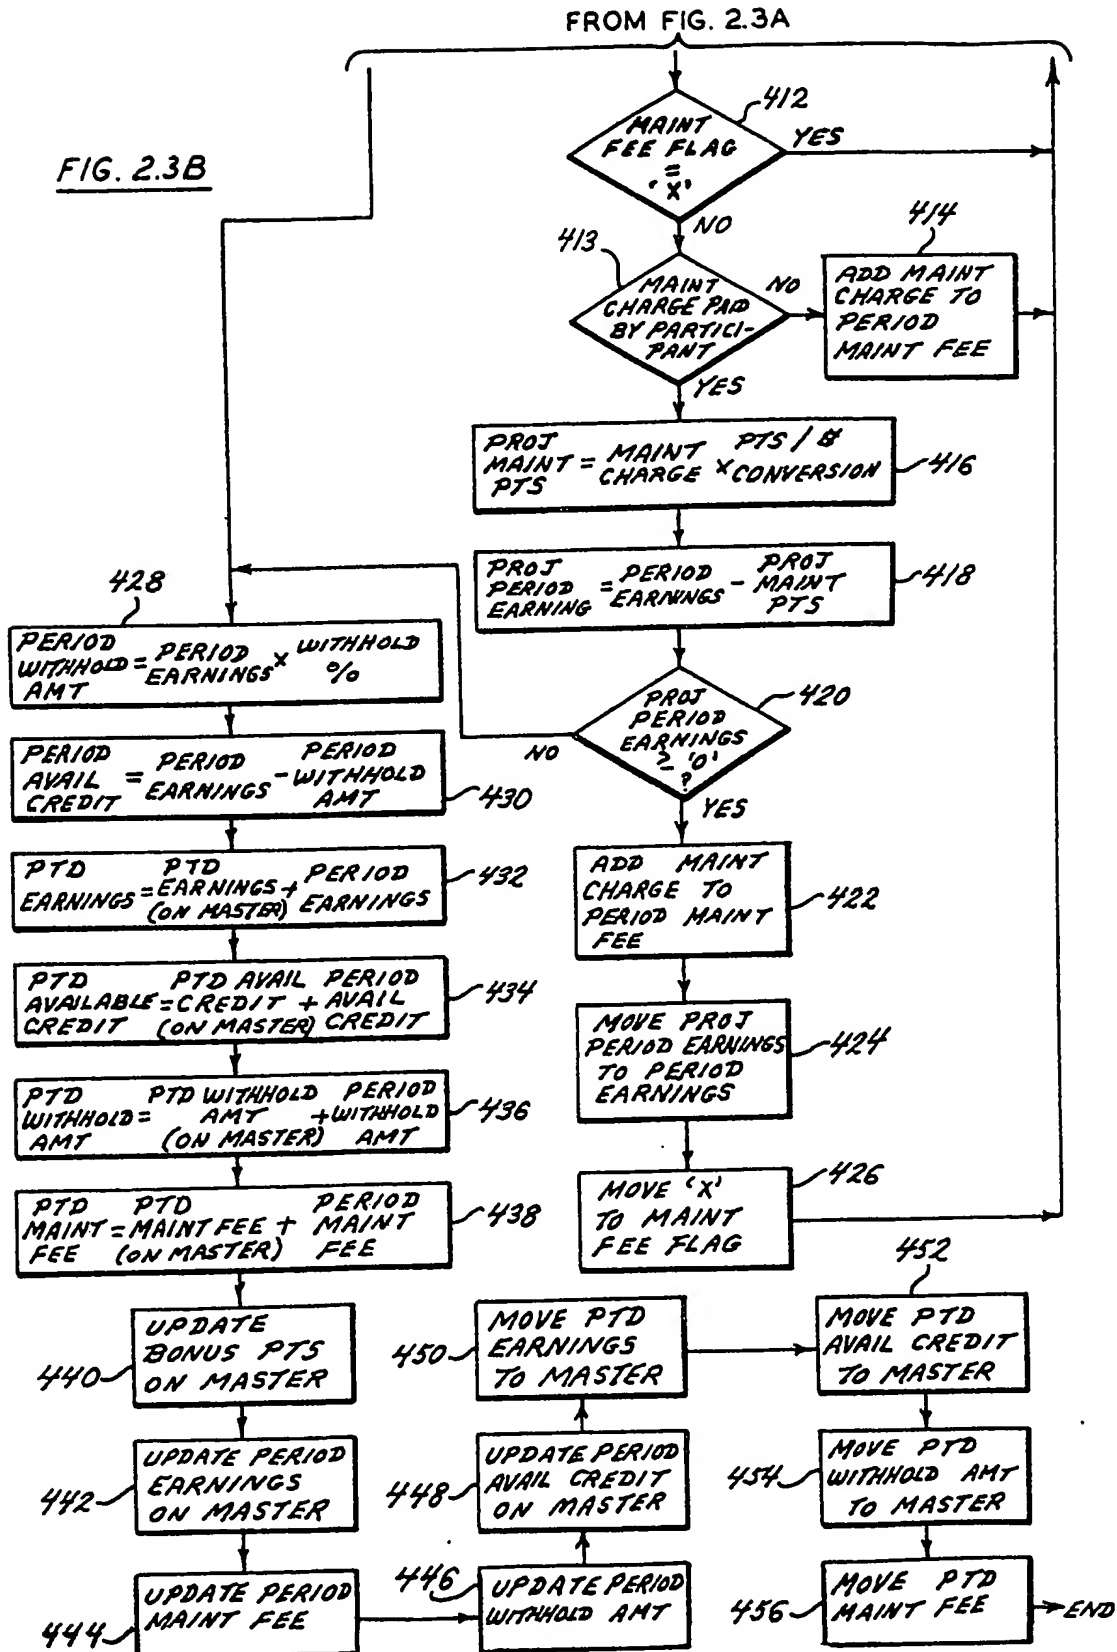 FROM FIG. 2.3A
FIG. 2.3B
412
MAINT
FEE FLAG
=
'X'
YES
NO
413
MAINT
CHARGE PAID
BY PARTICI-
PANT
NO
YES
414
ADD MAINT
CHARGE TO
PERIOD
MAINT FEE
PROJ MAINT PTS = MAINT CHARGE × PTS / $ CONVERSION
416
PROJ PERIOD EARNING = PERIOD EARNINGS - PROJ MAINT PTS
418
PROJ
PERIOD
EARNINGS
≥ '0'
?
420
NO
YES
ADD MAINT
CHARGE TO
PERIOD MAINT
FEE
422
MOVE PROJ
PERIOD EARNINGS
TO PERIOD
EARNINGS
424
MOVE 'X'
TO MAINT
FEE FLAG
426
428
PERIOD WITHHOLD AMT = PERIOD EARNINGS × WITHHOLD %
PERIOD AVAIL CREDIT = PERIOD EARNINGS - PERIOD WITHHOLD AMT
430
PTD EARNINGS = PTD EARNINGS (ON MASTER) + PERIOD EARNINGS
432
PTD AVAILABLE CREDIT = PTD AVAIL CREDIT (ON MASTER) + PERIOD AVAIL CREDIT
434
PTD WITHHOLD AMT = PTD WITHHOLD AMT (ON MASTER) + PERIOD WITHHOLD AMT
436
PTD MAINT FEE = PTD MAINT FEE (ON MASTER) + PERIOD MAINT FEE
438
UPDATE
BONUS PTS
ON MASTER
440
UPDATE PERIOD
EARNINGS
ON MASTER
442
UPDATE PERIOD
MAINT FEE
444
446
UPDATE PERIOD
WITHHOLD AMT
UPDATE PERIOD
AVAIL CREDIT
ON MASTER
448
MOVE PTD
EARNINGS
TO MASTER
450
452
MOVE PTD
AVAIL CREDIT
TO MASTER
MOVE PTD
WITHHOLD AMT
TO MASTER
454
MOVE PTD
MAINT FEE
456
END